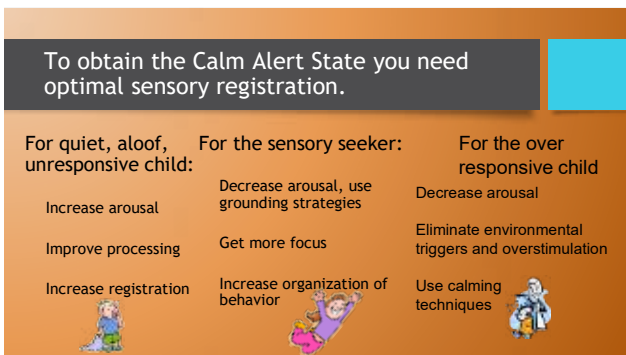 To obtain the Calm Alert State you need
optimal sensory registration.
For quiet, aloof,
unresponsive child:
Increase arousal
Improve processing
Increase registration
For the sensory seeker:
Decrease arousal, use
grounding strategies
Get more focus
Increase organization of
behavior
For the over
responsive child
Decrease arousal
Eliminate environmental
triggers and overstimulation
Use calming
techniques